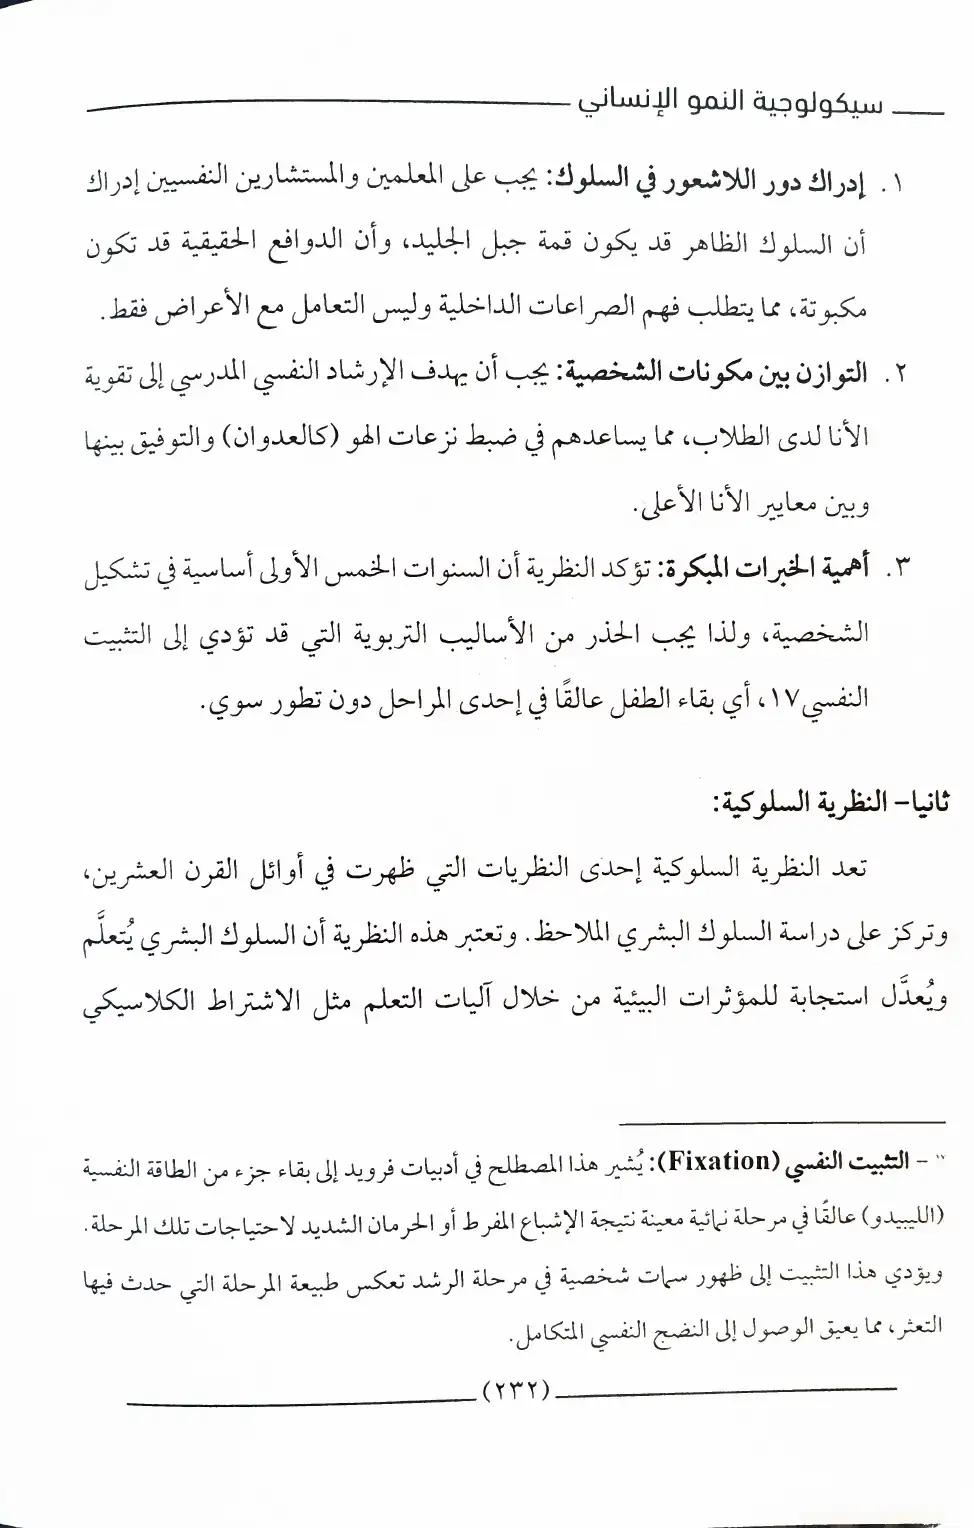 سيكولوجية النمو الإنساني
١. إدراك دور اللاشعور في السلوك: يجب على المعلمين والمستشارين النفسيين إدراك
أن السلوك الظاهر قد يكون قمة جبل الجليد، وأن الدوافع الحقيقية قد تكون
مكبوتة، مما يتطلب فهم الصراعات الداخلية وليس التعامل مع الأعراض فقط.
٢. التوازن بين مكونات الشخصية: يجب أن يهدف الإرشاد النفسي المدرسي إلى تقوية
الأنا لدى الطلاب، مما يساعدهم في ضبط نزعات الهو (كالعدوان) والتوفيق بينها
وبين معايير الأنا الأعلى.
٣. أهمية الخبرات المبكرة: تؤكد النظرية أن السنوات الخمس الأولى أساسية في تشكيل
الشخصية، ولذا يجب الحذر من الأساليب التربوية التي قد تؤدي إلى التثبيت
النفسي١٧، أي بقاء الطفل عالقًا في إحدى المراحل دون تطور سوي.
ثانيا- النظرية السلوكية:
تعد النظرية السلوكية إحدى النظريات التي ظهرت في أوائل القرن العشرين،
وتركز على دراسة السلوك البشري الملاحظ. وتعتبر هذه النظرية أن السلوك البشري يُتعلَّم
ويُعدَّل استجابة للمؤثرات البيئية من خلال آليات التعلم مثل الاشتراط الكلاسيكي
١٧ - التثبيت النفسي (Fixation): يُشير هذا المصطلح في أدبيات فرويد إلى بقاء جزء من الطاقة النفسية
(الليبيدو) عالقًا في مرحلة نمائية معينة نتيجة الإشباع المفرط أو الحرمان الشديد لاحتياجات تلك المرحلة.
ويؤدي هذا التثبيت إلى ظهور سمات شخصية في مرحلة الرشد تعكس طبيعة المرحلة التي حدث فيها
التعثر، مما يعيق الوصول إلى النضج النفسي المتكامل.
(٢٣٢)